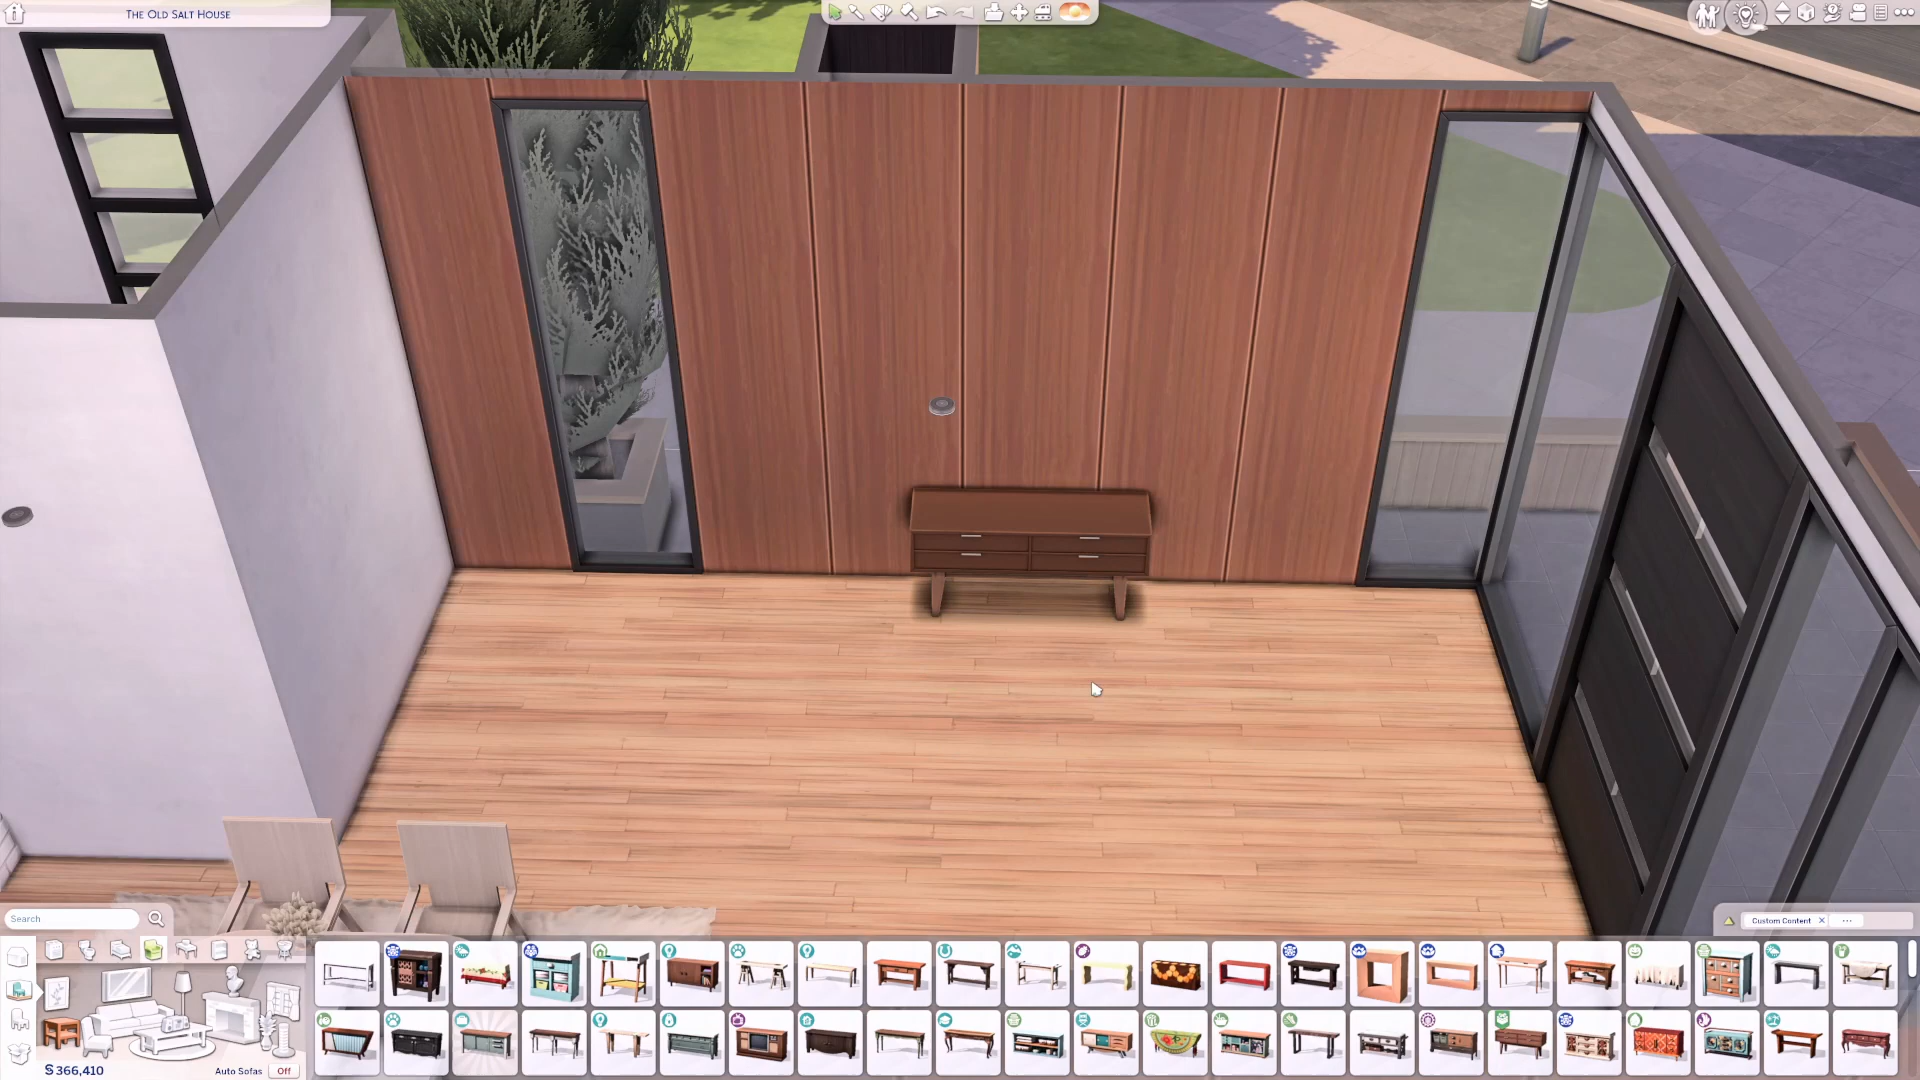 THE OLD SALT HOUSE
Search
Custom Content
§366,410
Auto Sofas Off